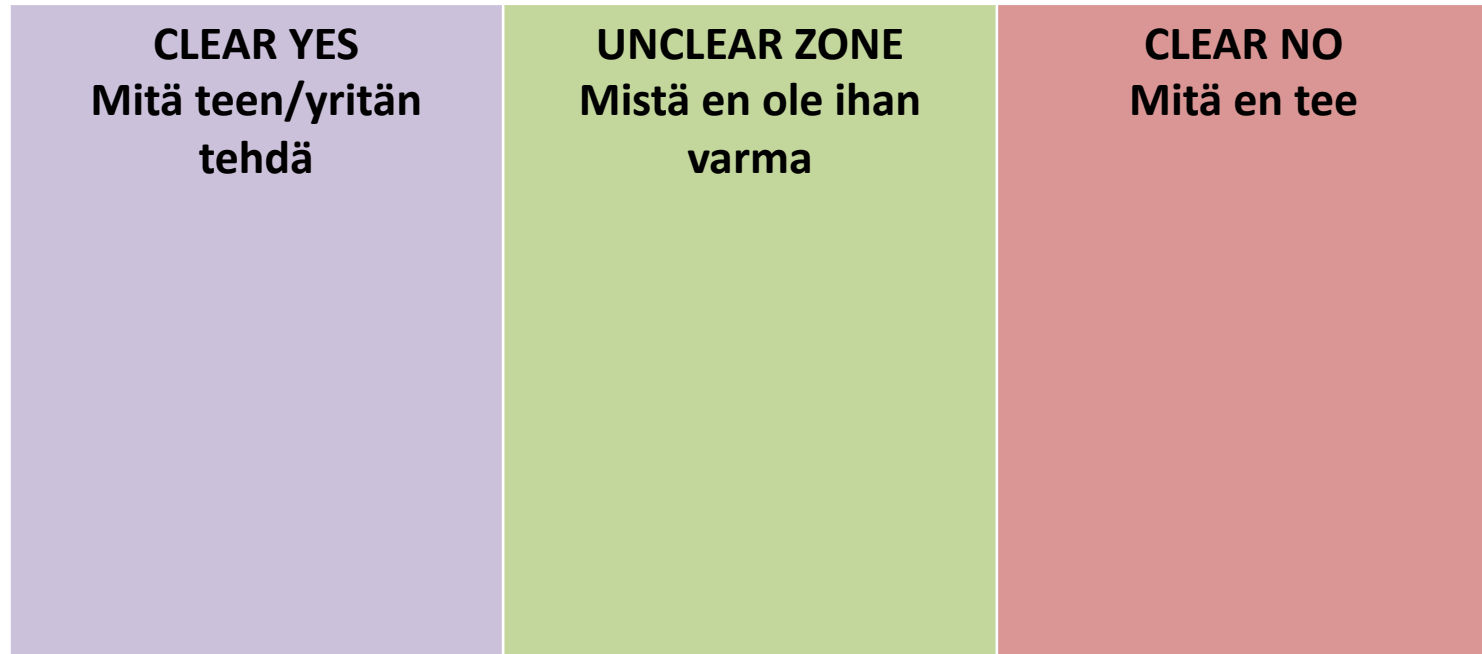 CLEAR YES
Mitä teen/yritän
tehdä
UNCLEAR ZONE
Mistä en ole ihan
varma
CLEAR NO
Mitä en tee